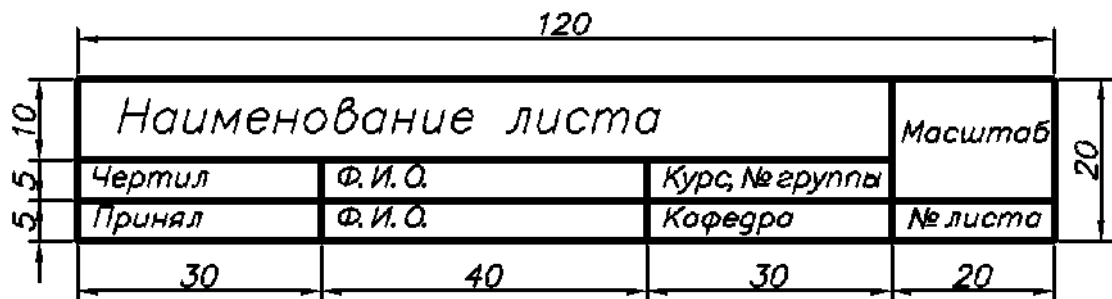 120
10 Наименование листа Масштаб 20
5 Чертил Ф. И. О. Курс, № группы
5 Принял Ф. И. О. Кафедра № листа
30 40 30 20